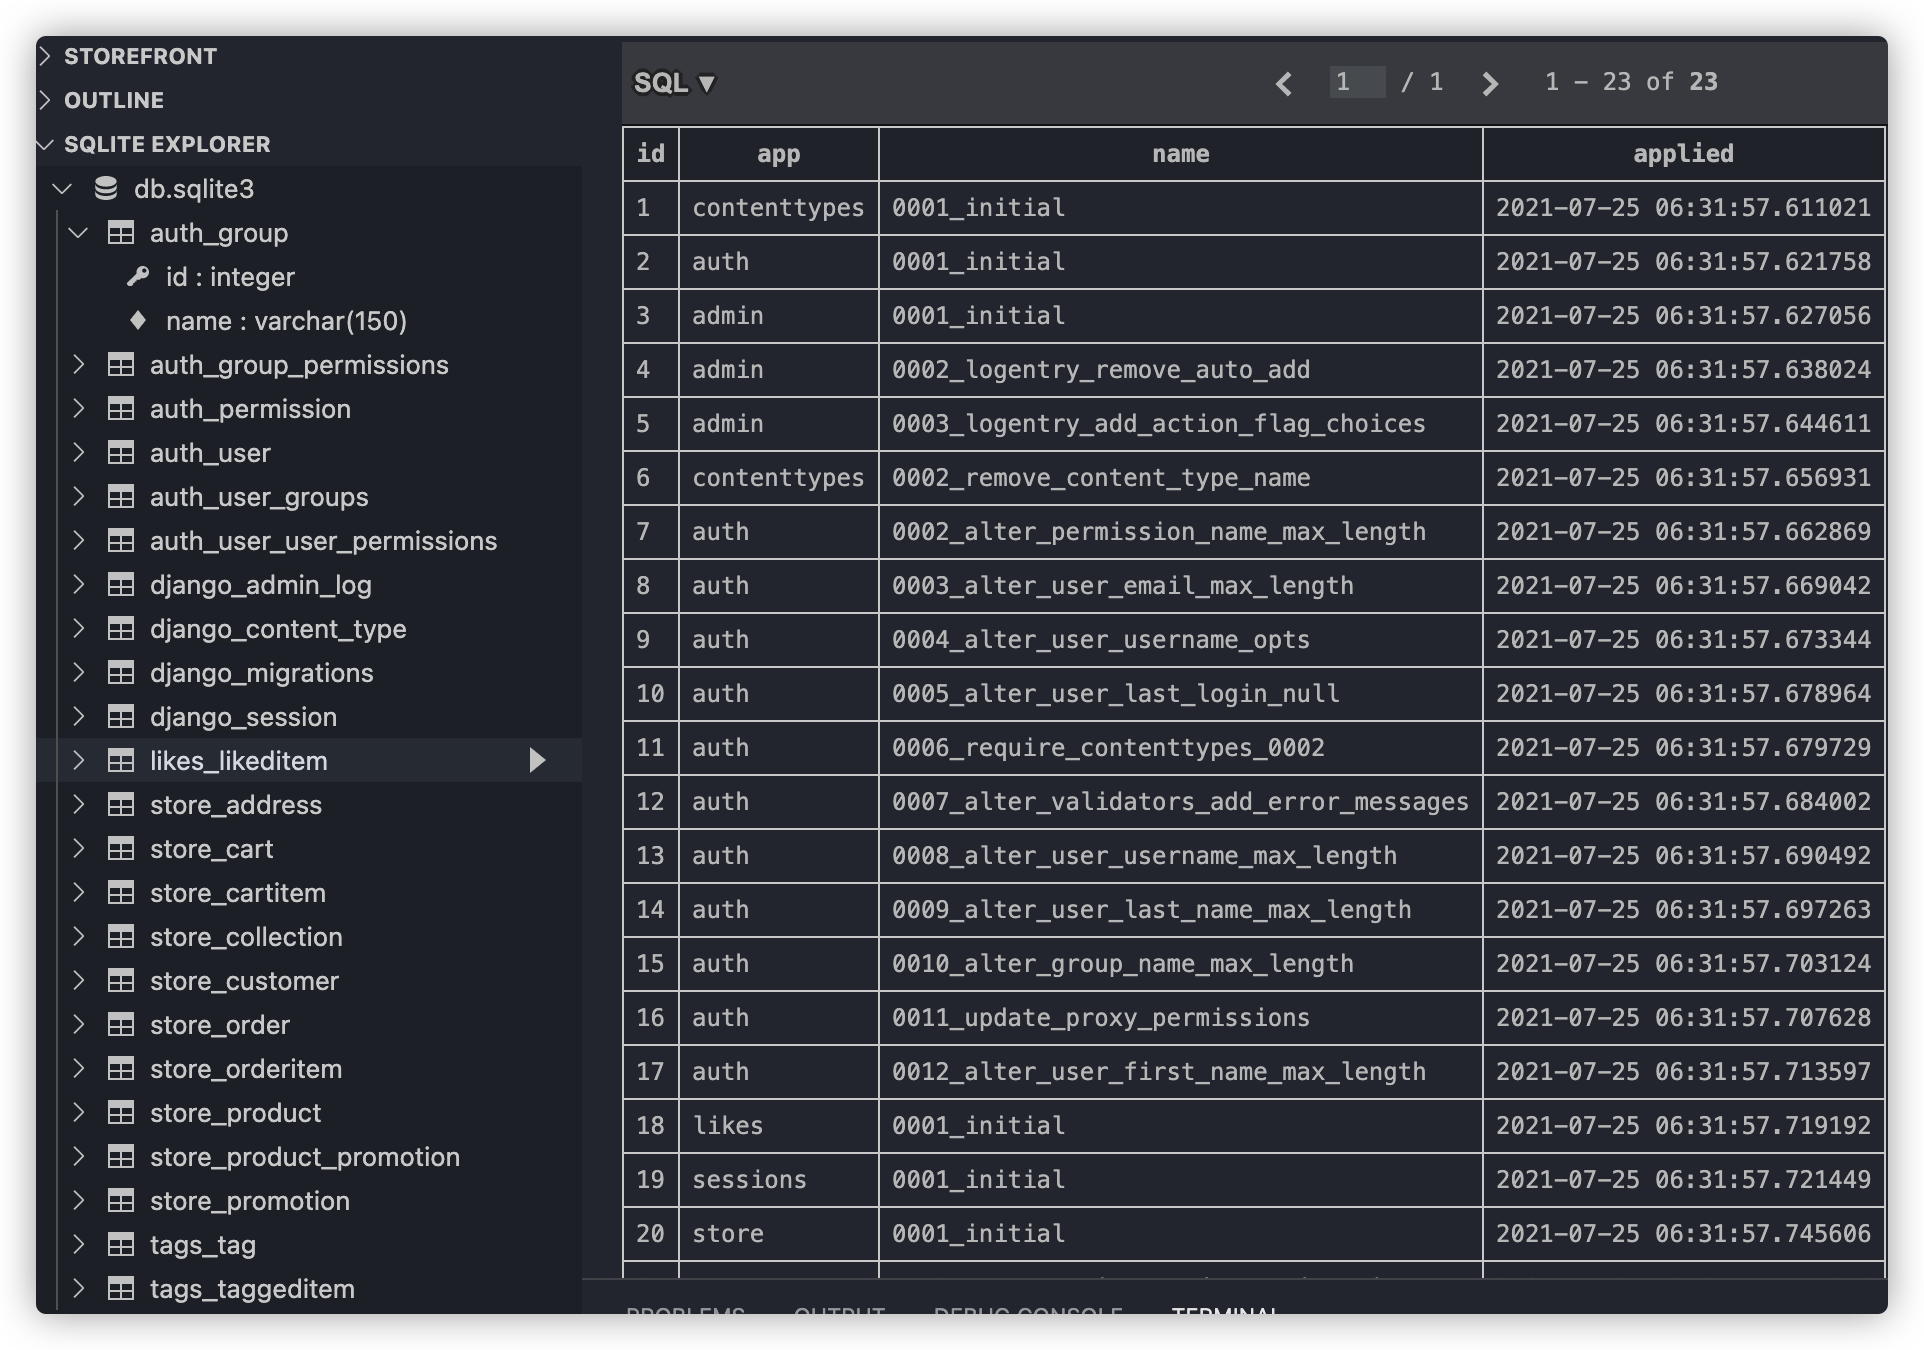 STOREFRONT
OUTLINE
SQLITE EXPLORER
db.sqlite3
auth_group
id : integer
name : varchar(150)
auth_group_permissions
auth_permission
auth_user
auth_user_groups
auth_user_user_permissions
django_admin_log
django_content_type
django_migrations
django_session
likes_likeditem
store_address
store_cart
store_cartitem
store_collection
store_customer
store_order
store_orderitem
store_product
store_product_promotion
store_promotion
tags_tag
tags_taggeditem
SQL ▼ 1 / 1 1 - 23 of 23
id app name applied
1 contenttypes 0001_initial 2021-07-25 06:31:57.611021
2 auth 0001_initial 2021-07-25 06:31:57.621758
3 admin 0001_initial 2021-07-25 06:31:57.627056
4 admin 0002_logentry_remove_auto_add 2021-07-25 06:31:57.638024
5 admin 0003_logentry_add_action_flag_choices 2021-07-25 06:31:57.644611
6 contenttypes 0002_remove_content_type_name 2021-07-25 06:31:57.656931
7 auth 0002_alter_permission_name_max_length 2021-07-25 06:31:57.662869
8 auth 0003_alter_user_email_max_length 2021-07-25 06:31:57.669042
9 auth 0004_alter_user_username_opts 2021-07-25 06:31:57.673344
10 auth 0005_alter_user_last_login_null 2021-07-25 06:31:57.678964
11 auth 0006_require_contenttypes_0002 2021-07-25 06:31:57.679729
12 auth 0007_alter_validators_add_error_messages 2021-07-25 06:31:57.684002
13 auth 0008_alter_user_username_max_length 2021-07-25 06:31:57.690492
14 auth 0009_alter_user_last_name_max_length 2021-07-25 06:31:57.697263
15 auth 0010_alter_group_name_max_length 2021-07-25 06:31:57.703124
16 auth 0011_update_proxy_permissions 2021-07-25 06:31:57.707628
17 auth 0012_alter_user_first_name_max_length 2021-07-25 06:31:57.713597
18 likes 0001_initial 2021-07-25 06:31:57.719192
19 sessions 0001_initial 2021-07-25 06:31:57.721449
20 store 0001_initial 2021-07-25 06:31:57.745606
PROBLEMS OUTPUT DEBUG CONSOLE TERMINAL